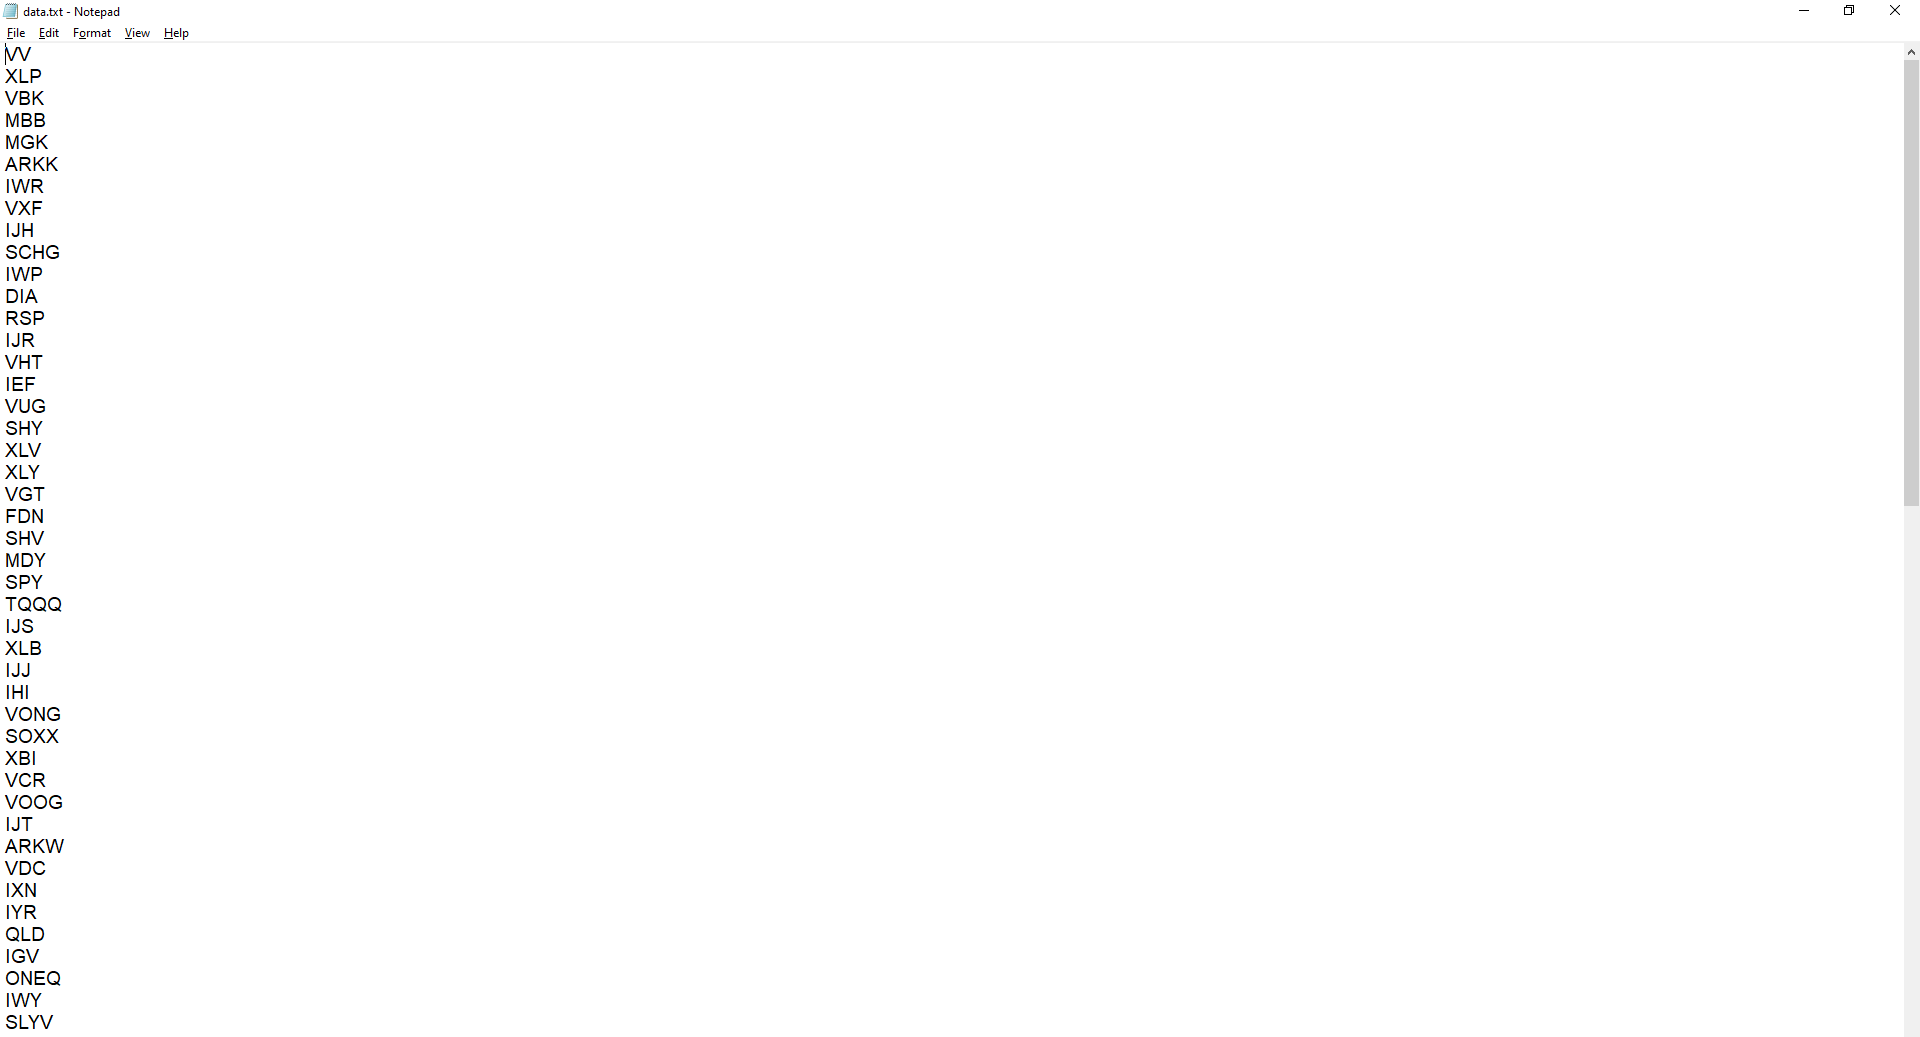 data.txt - Notepad
File Edit Format View Help
VV
XLP
VBK
MBB
MGK
ARKK
IWR
VXF
IJH
SCHG
IWP
DIA
RSP
IJR
VHT
IEF
VUG
SHY
XLV
XLY
VGT
FDN
SHV
MDY
SPY
TQQQ
IJS
XLB
IJJ
IHI
VONG
SOXX
XBI
VCR
VOOG
IJT
ARKW
VDC
IXN
IYR
QLD
IGV
ONEQ
IWY
SLYV